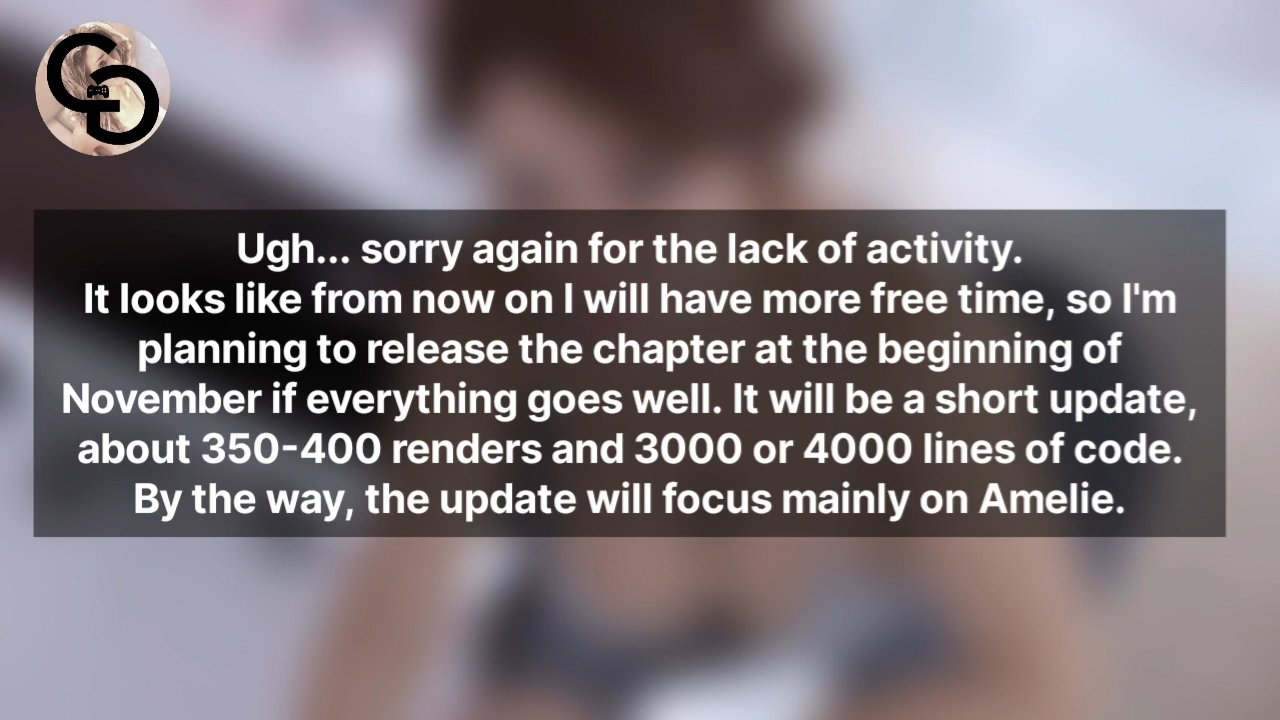 Ugh... sorry again for the lack of activity.
It looks like from now on I will have more free time, so I'm
planning to release the chapter at the beginning of
November if everything goes well. It will be a short update,
about 350-400 renders and 3000 or 4000 lines of code.
By the way, the update will focus mainly on Amelie.